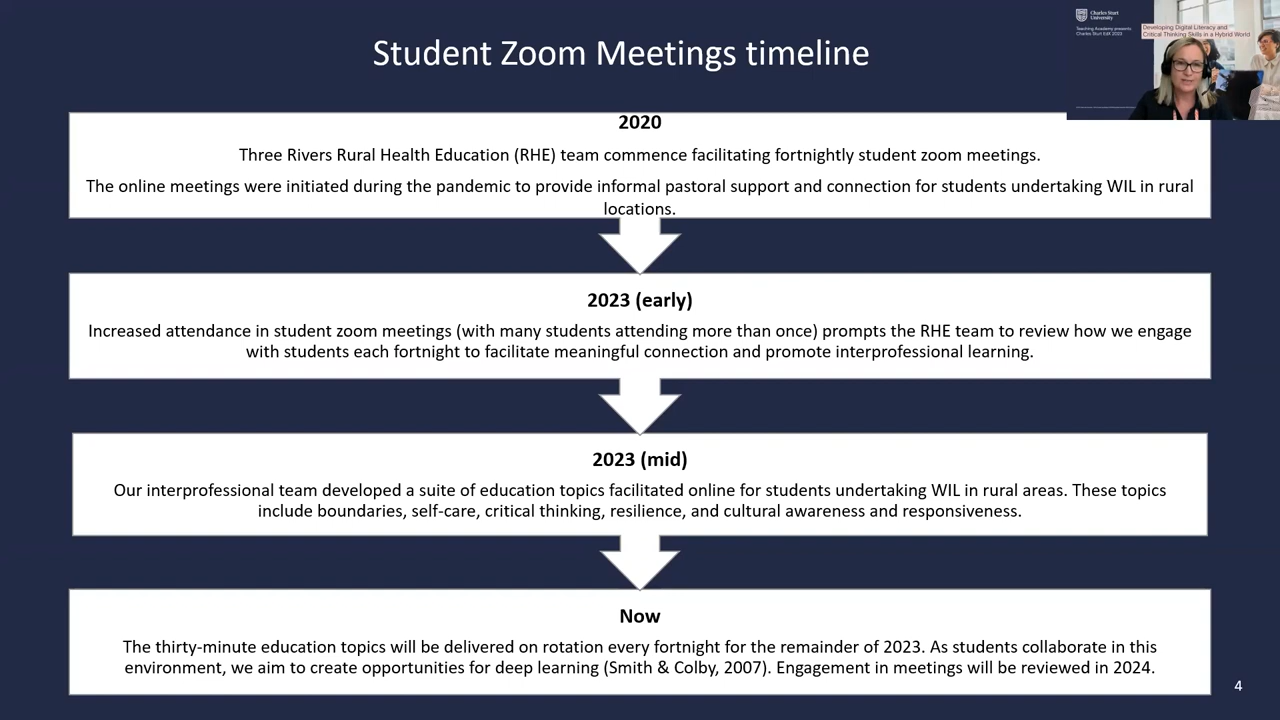 Student Zoom Meetings timeline
Charles Sturt
University
Teaching Academy presents:
Charles Sturt EdX 2023
Developing Digital Literacy and
Critical Thinking Skills in a Hybrid World
2020
Three Rivers Rural Health Education (RHE) team commence facilitating fortnightly student zoom meetings.
The online meetings were initiated during the pandemic to provide informal pastoral support and connection for students undertaking WIL in rural
locations.
2023 (early)
Increased attendance in student zoom meetings (with many students attending more than once) prompts the RHE team to review how we engage
with students each fortnight to facilitate meaningful connection and promote interprofessional learning.
2023 (mid)
Our interprofessional team developed a suite of education topics facilitated online for students undertaking WIL in rural areas. These topics
include boundaries, self-care, critical thinking, resilience, and cultural awareness and responsiveness.
Now
The thirty-minute education topics will be delivered on rotation every fortnight for the remainder of 2023. As students collaborate in this
environment, we aim to create opportunities for deep learning (Smith & Colby, 2007). Engagement in meetings will be reviewed in 2024.
4